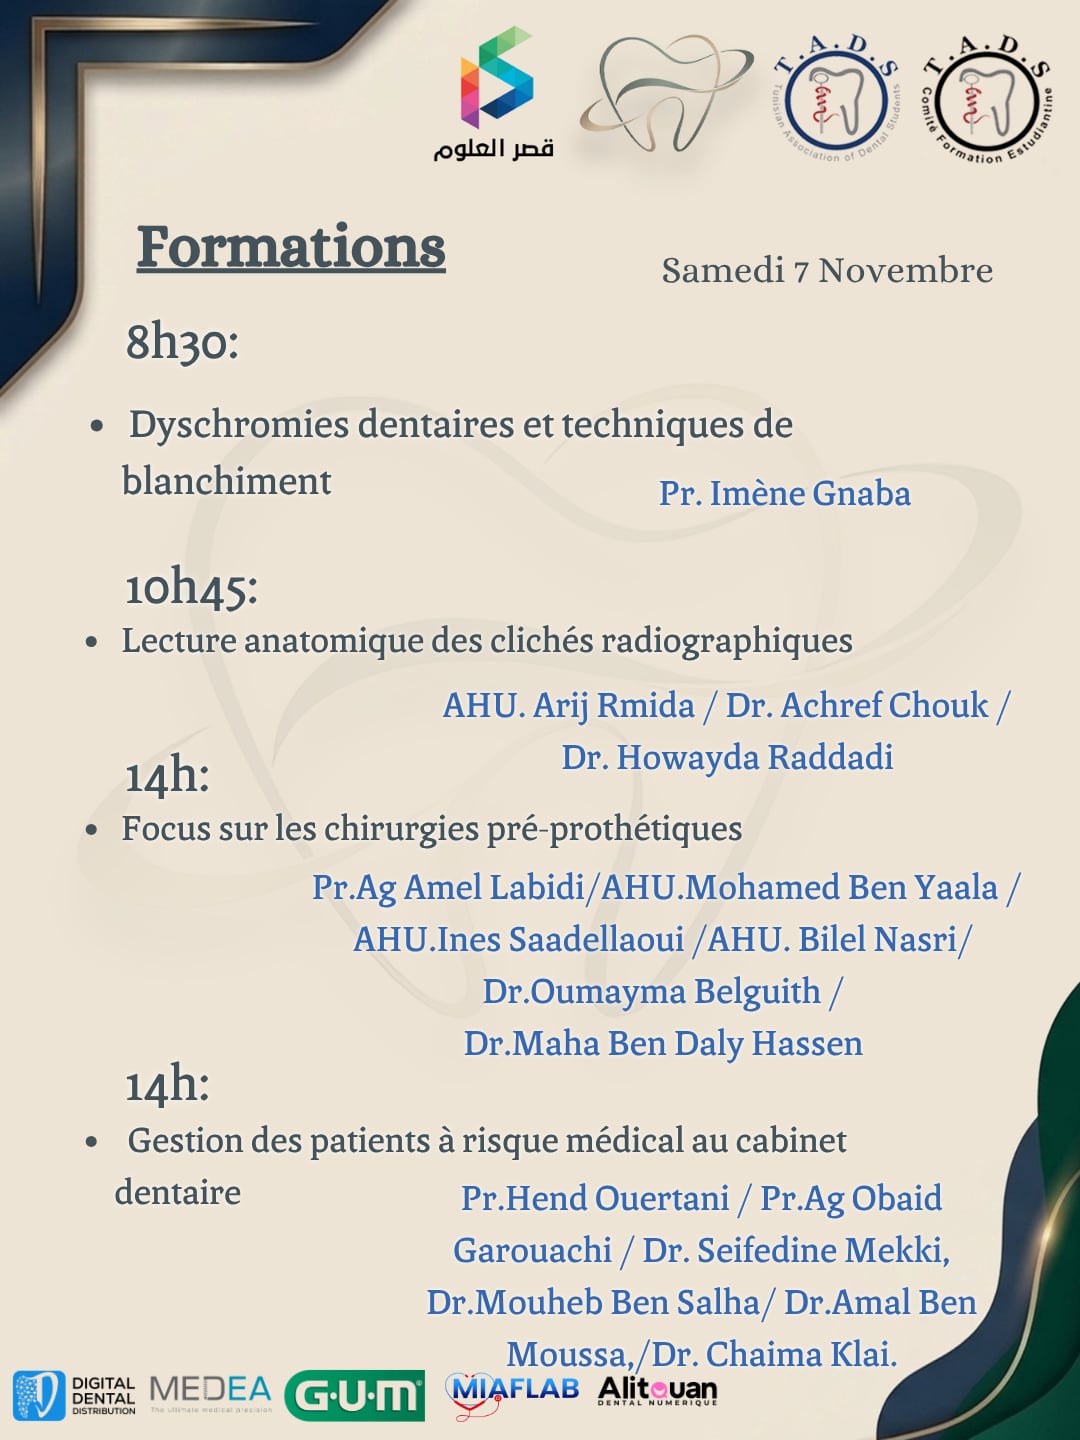 قصر العلوم
T.A.D.S
Tunisian Association of Dental Students
T.A.D.S
Comité Formation Estudiantine
Formations
Samedi 7 Novembre
8h30:
• Dyschromies dentaires et techniques de
blanchiment
Pr. Imène Gnaba
10h45:
• Lecture anatomique des clichés radiographiques
AHU. Arij Rmida / Dr. Achref Chouk /
Dr. Howayda Raddadi
14h:
• Focus sur les chirurgies pré-prothétiques
Pr.Ag Amel Labidi/AHU.Mohamed Ben Yaala /
AHU.Ines Saadellaoui /AHU. Bilel Nasri/
Dr.Oumayma Belguith /
Dr.Maha Ben Daly Hassen
14h:
• Gestion des patients à risque médical au cabinet
dentaire
Pr.Hend Ouertani / Pr.Ag Obaid
Garouachi / Dr. Seifedine Mekki,
Dr.Mouheb Ben Salha/ Dr.Amal Ben
Moussa,/Dr. Chaima Klai.
DIGITAL
DENTAL
DISTRIBUTION
MEDEA
The ultimate medical precision
G·U·M®
MIAFLAB
Alitouan
DENTAL NUMERIQUE